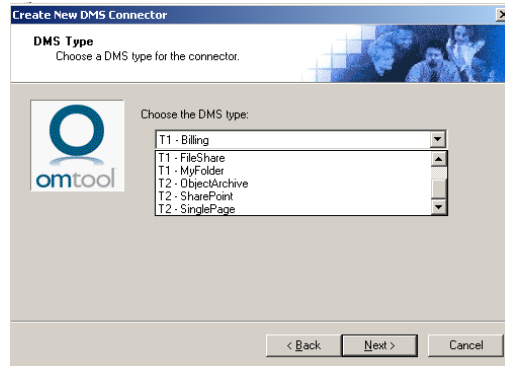 Create New DMS Connector
DMS Type
Choose a DMS type for the connector.
omtool
Choose the DMS type:
T1 - Billing
T1 - FileShare
T1 - MyFolder
T2 - ObjectArchive
T2 - SharePoint
T2 - SinglePage
< Back
Next >
Cancel